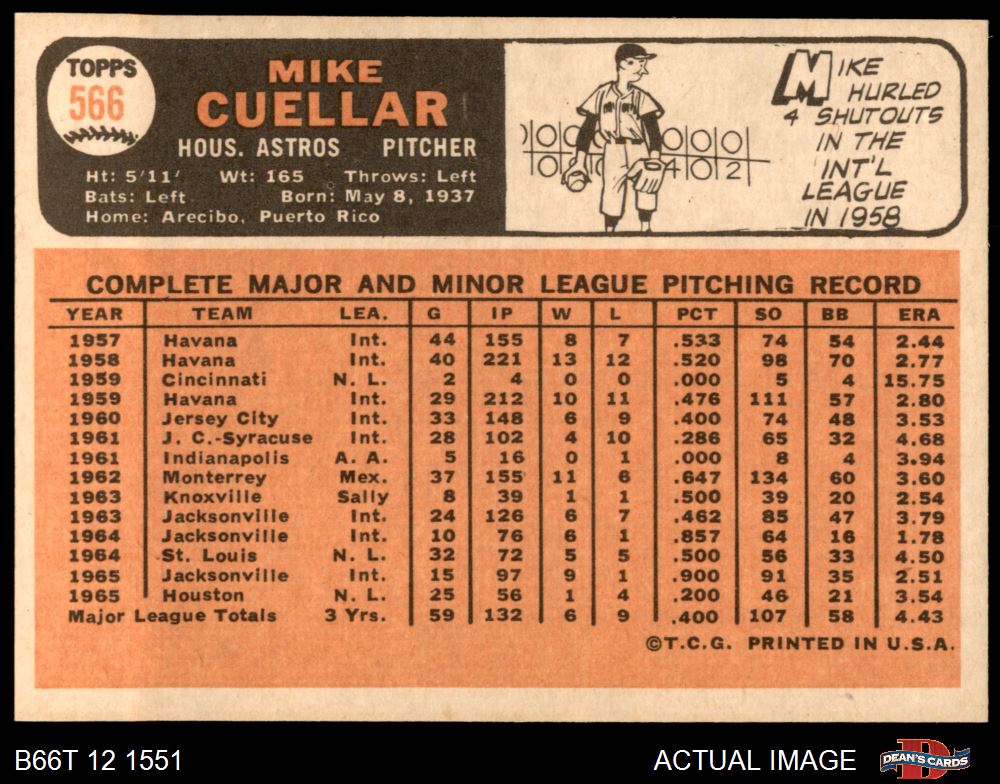 TOPPS
566
MIKE
CUELLAR
HOUS. ASTROS PITCHER
Ht: 5'11' Wt: 165 Throws: Left
Bats: Left Born: May 8, 1937
Home: Arecibo, Puerto Rico
MIKE
HURLED
4 SHUTOUTS
IN THE
INT'L
LEAGUE
IN 1958
COMPLETE MAJOR AND MINOR LEAGUE PITCHING RECORD
YEAR TEAM LEA. G IP W L PCT SO BB ERA
1957 Havana Int. 44 155 8 7 .533 74 54 2.44
1958 Havana Int. 40 221 13 12 .520 98 70 2.77
1959 Cincinnati N. L. 2 4 0 0 .000 5 4 15.75
1959 Havana Int. 29 212 10 11 .476 111 57 2.80
1960 Jersey City Int. 33 148 6 9 .400 74 48 3.53
1961 J. C.-Syracuse Int. 28 102 4 10 .286 65 32 4.68
1961 Indianapolis A. A. 5 16 0 1 .000 8 4 3.94
1962 Monterrey Mex. 37 155 11 6 .647 134 60 3.60
1963 Knoxville Sally 8 39 1 1 .500 39 20 2.54
1963 Jacksonville Int. 24 126 6 7 .462 85 47 3.79
1964 Jacksonville Int. 10 76 6 1 .857 64 16 1.78
1964 St. Louis N. L. 32 72 5 5 .500 56 33 4.50
1965 Jacksonville Int. 15 97 9 1 .900 91 35 2.51
1965 Houston N. L. 25 56 1 4 .200 46 21 3.54
Major League Totals 3 Yrs. 59 132 6 9 .400 107 58 4.43
©T.C.G. PRINTED IN U.S.A.
B66T 12 1551 ACTUAL IMAGE DEAN'S CARDS